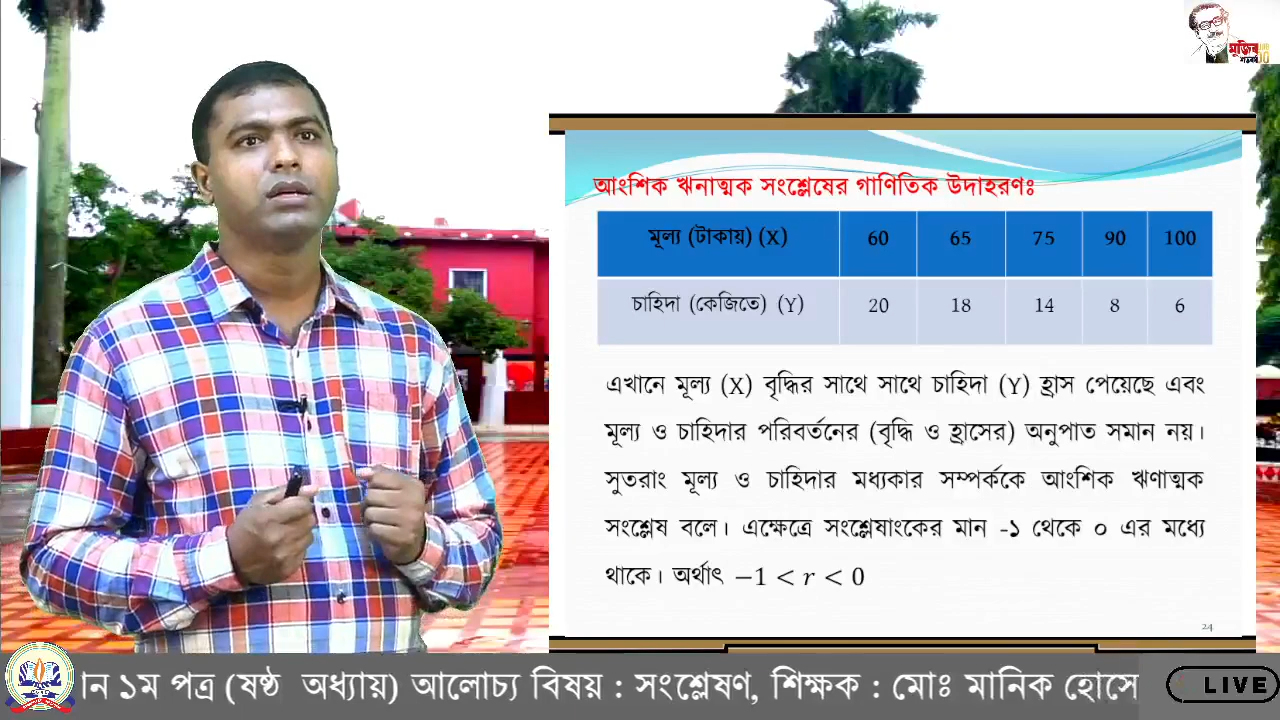 মুজিব
শতবর্ষ
আংশিক ঋনাত্মক সংশ্লেষের গাণিতিক উদাহরণঃ
মূল্য (টাকায়) (X) 60 65 75 90 100
চাহিদা (কেজিতে) (Y) 20 18 14 8 6
এখানে মূল্য (X) বৃদ্ধির সাথে সাথে চাহিদা (Y) হ্রাস পেয়েছে এবং
মূল্য ও চাহিদার পরিবর্তনের (বৃদ্ধি ও হ্রাসের) অনুপাত সমান নয়।
সুতরাং মূল্য ও চাহিদার মধ্যকার সম্পর্ককে আংশিক ঋণাত্মক
সংশ্লেষ বলে। এক্ষেত্রে সংশ্লেষাংকের মান -১ থেকে ০ এর মধ্যে
থাকে। অর্থাৎ −1 < r < 0
24
ান ১ম পত্র (ষষ্ঠ অধ্যায়) আলোচ্য বিষয় : সংশ্লেষণ, শিক্ষক : মোঃ মানিক হোসে
LIVE